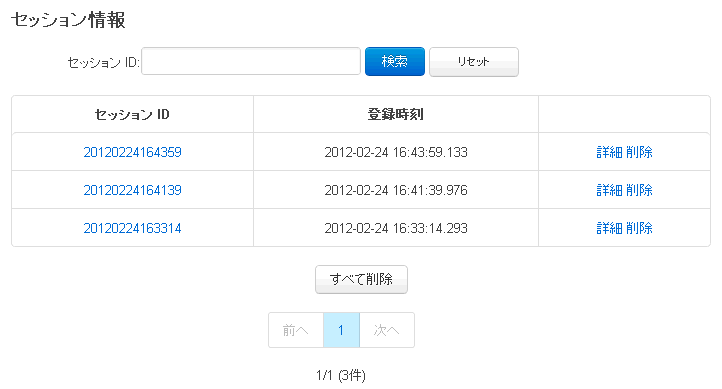 セッション情報
セッション ID: 検索 リセット
セッション ID 登録時刻
20120224164359 2012-02-24 16:43:59.133 詳細 削除
20120224164139 2012-02-24 16:41:39.976 詳細 削除
20120224163314 2012-02-24 16:33:14.293 詳細 削除
すべて削除
前へ 1 次へ
1/1 (3件)